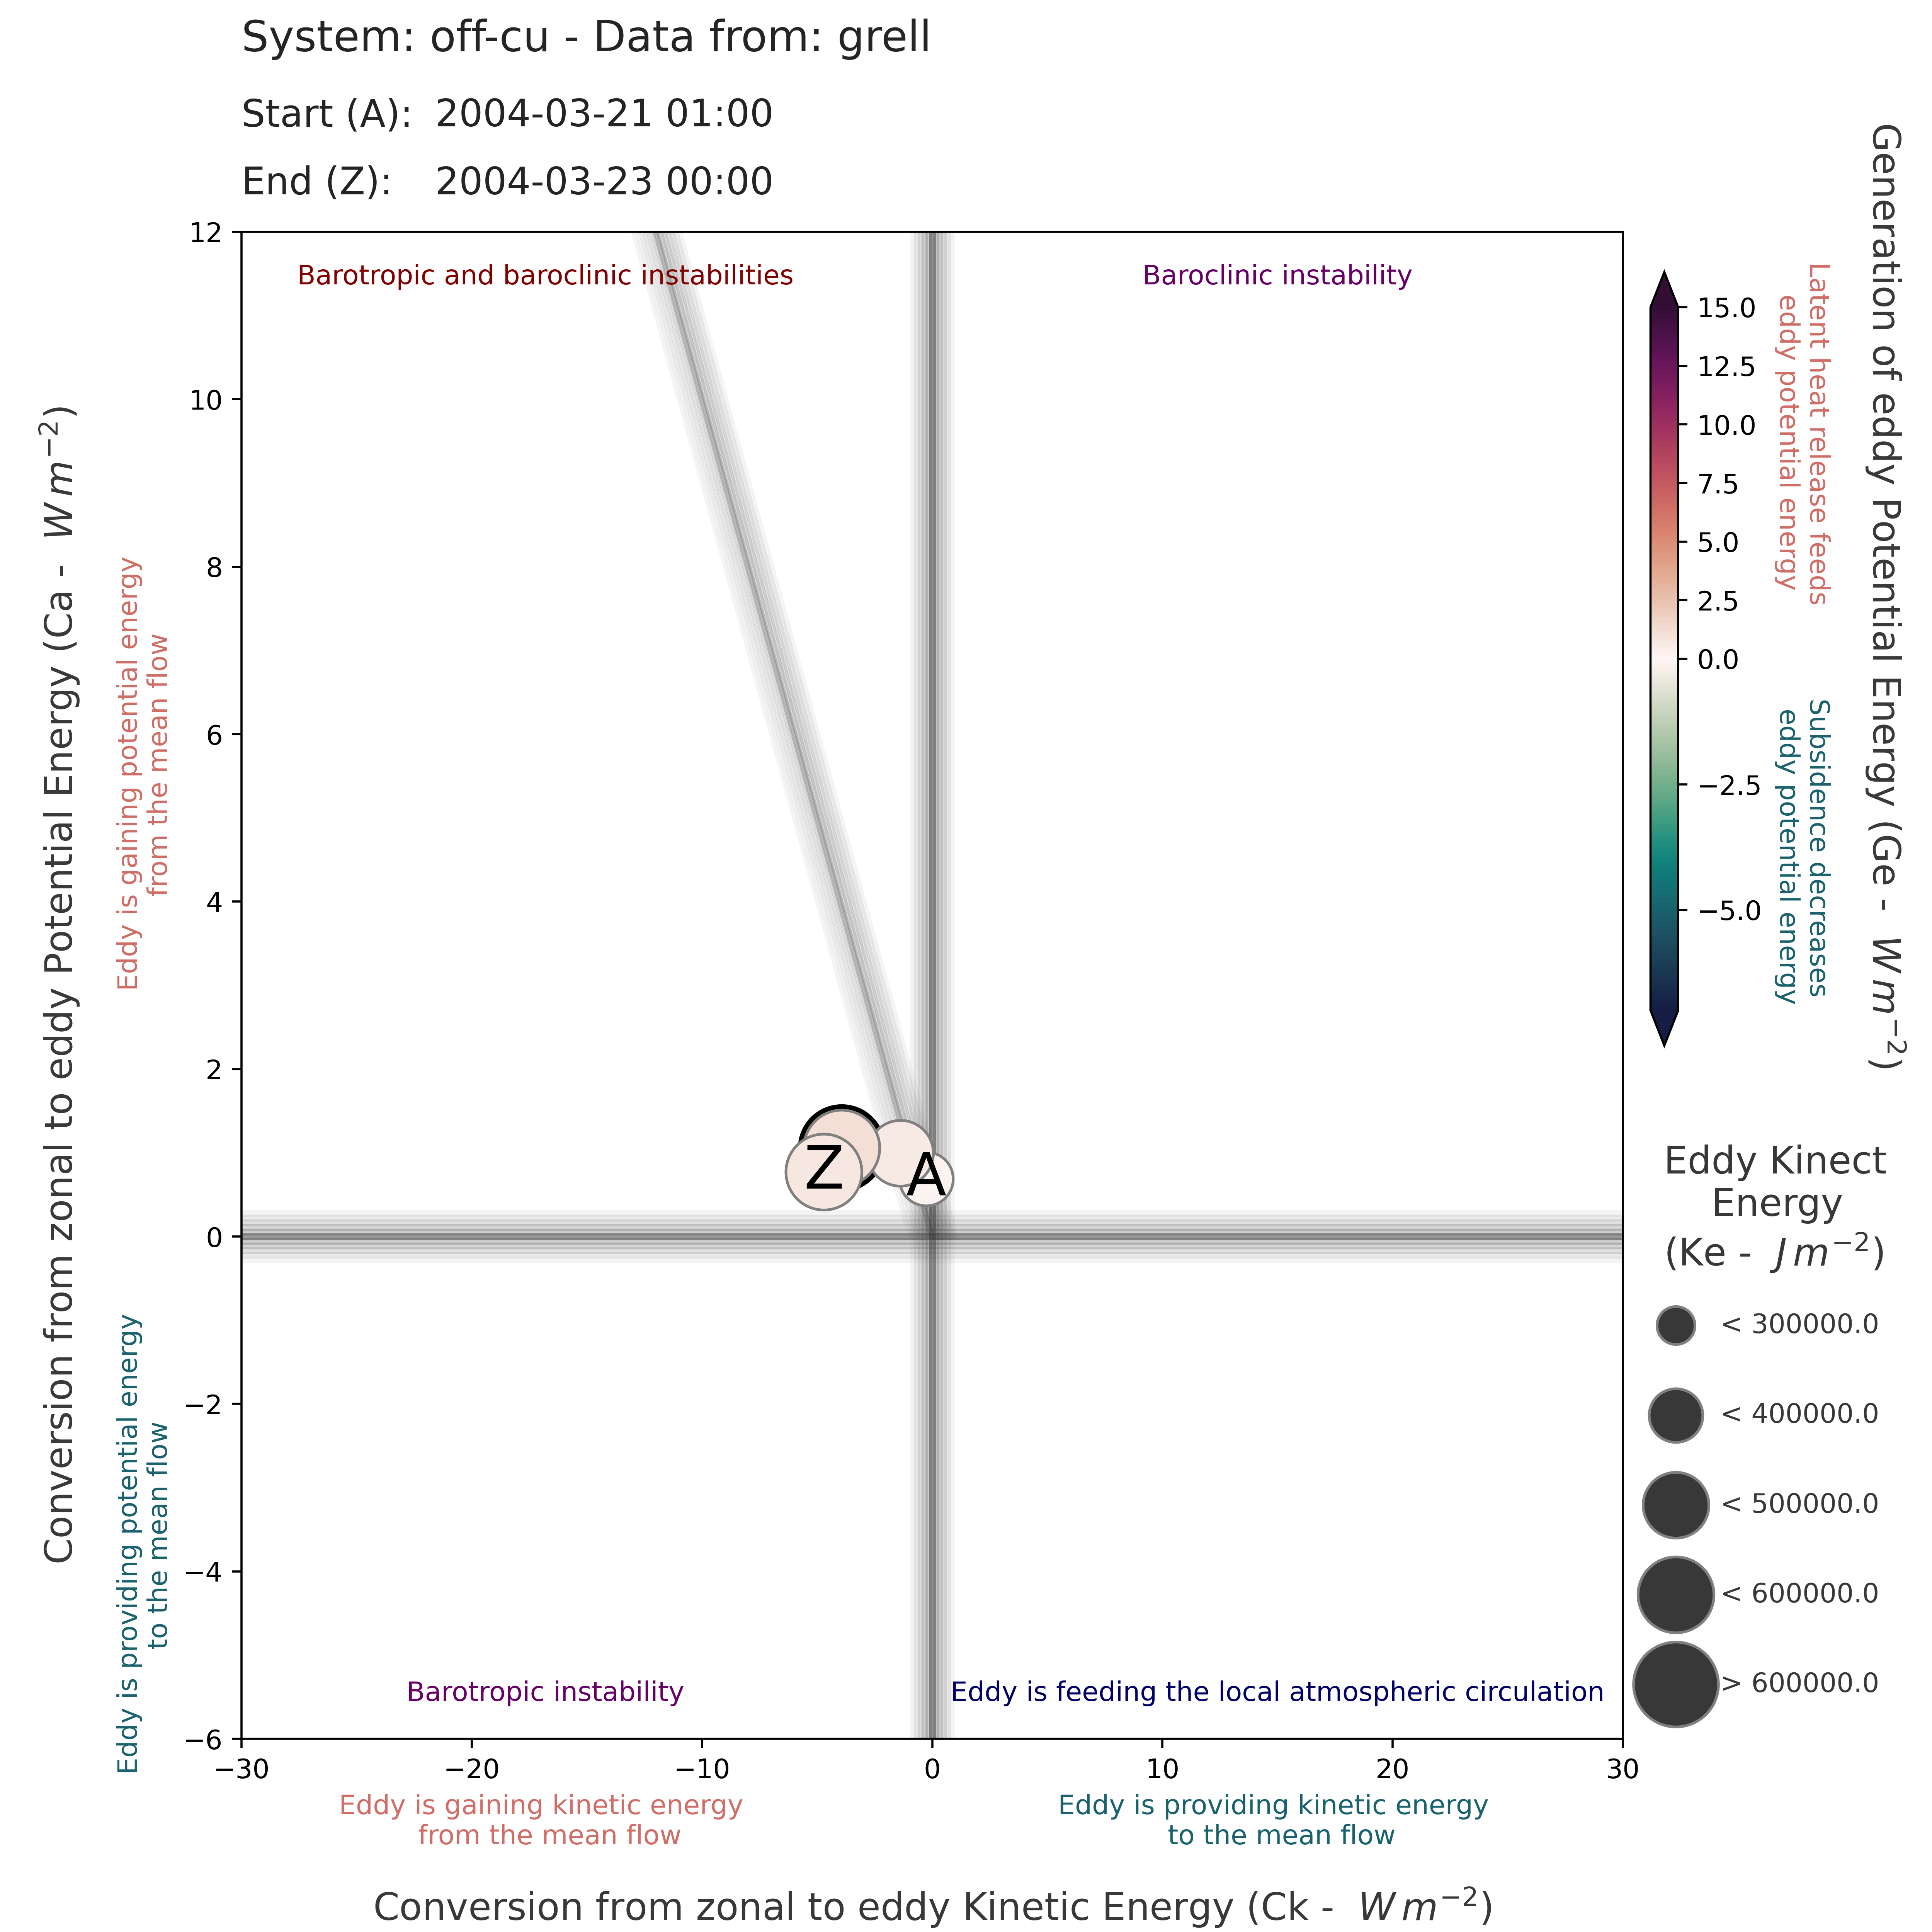 System: off-cu - Data from: grell
Start (A): 2004-03-21 01:00
End (Z): 2004-03-23 00:00
Conversion from zonal to eddy Potential Energy (Ca - W m⁻²)
Eddy is gaining potential energy
from the mean flow
Eddy is providing potential energy
to the mean flow
12
10
8
6
4
2
0
−2
−4
−6
Barotropic and baroclinic instabilities
Baroclinic instability
Z
A
Barotropic instability
Eddy is feeding the local atmospheric circulation
−30
−20
−10
0
10
20
30
Eddy is gaining kinetic energy
from the mean flow
Eddy is providing kinetic energy
to the mean flow
Conversion from zonal to eddy Kinetic Energy (Ck - W m⁻²)
15.0
12.5
10.0
7.5
5.0
2.5
0.0
−2.5
−5.0
Latent heat release feeds
eddy potential energy
Subsidence decreases
eddy potential energy
Generation of eddy Potential Energy (Ge - W m⁻²)
Eddy Kinect
Energy
(Ke - J m⁻²)
< 300000.0
< 400000.0
< 500000.0
< 600000.0
> 600000.0